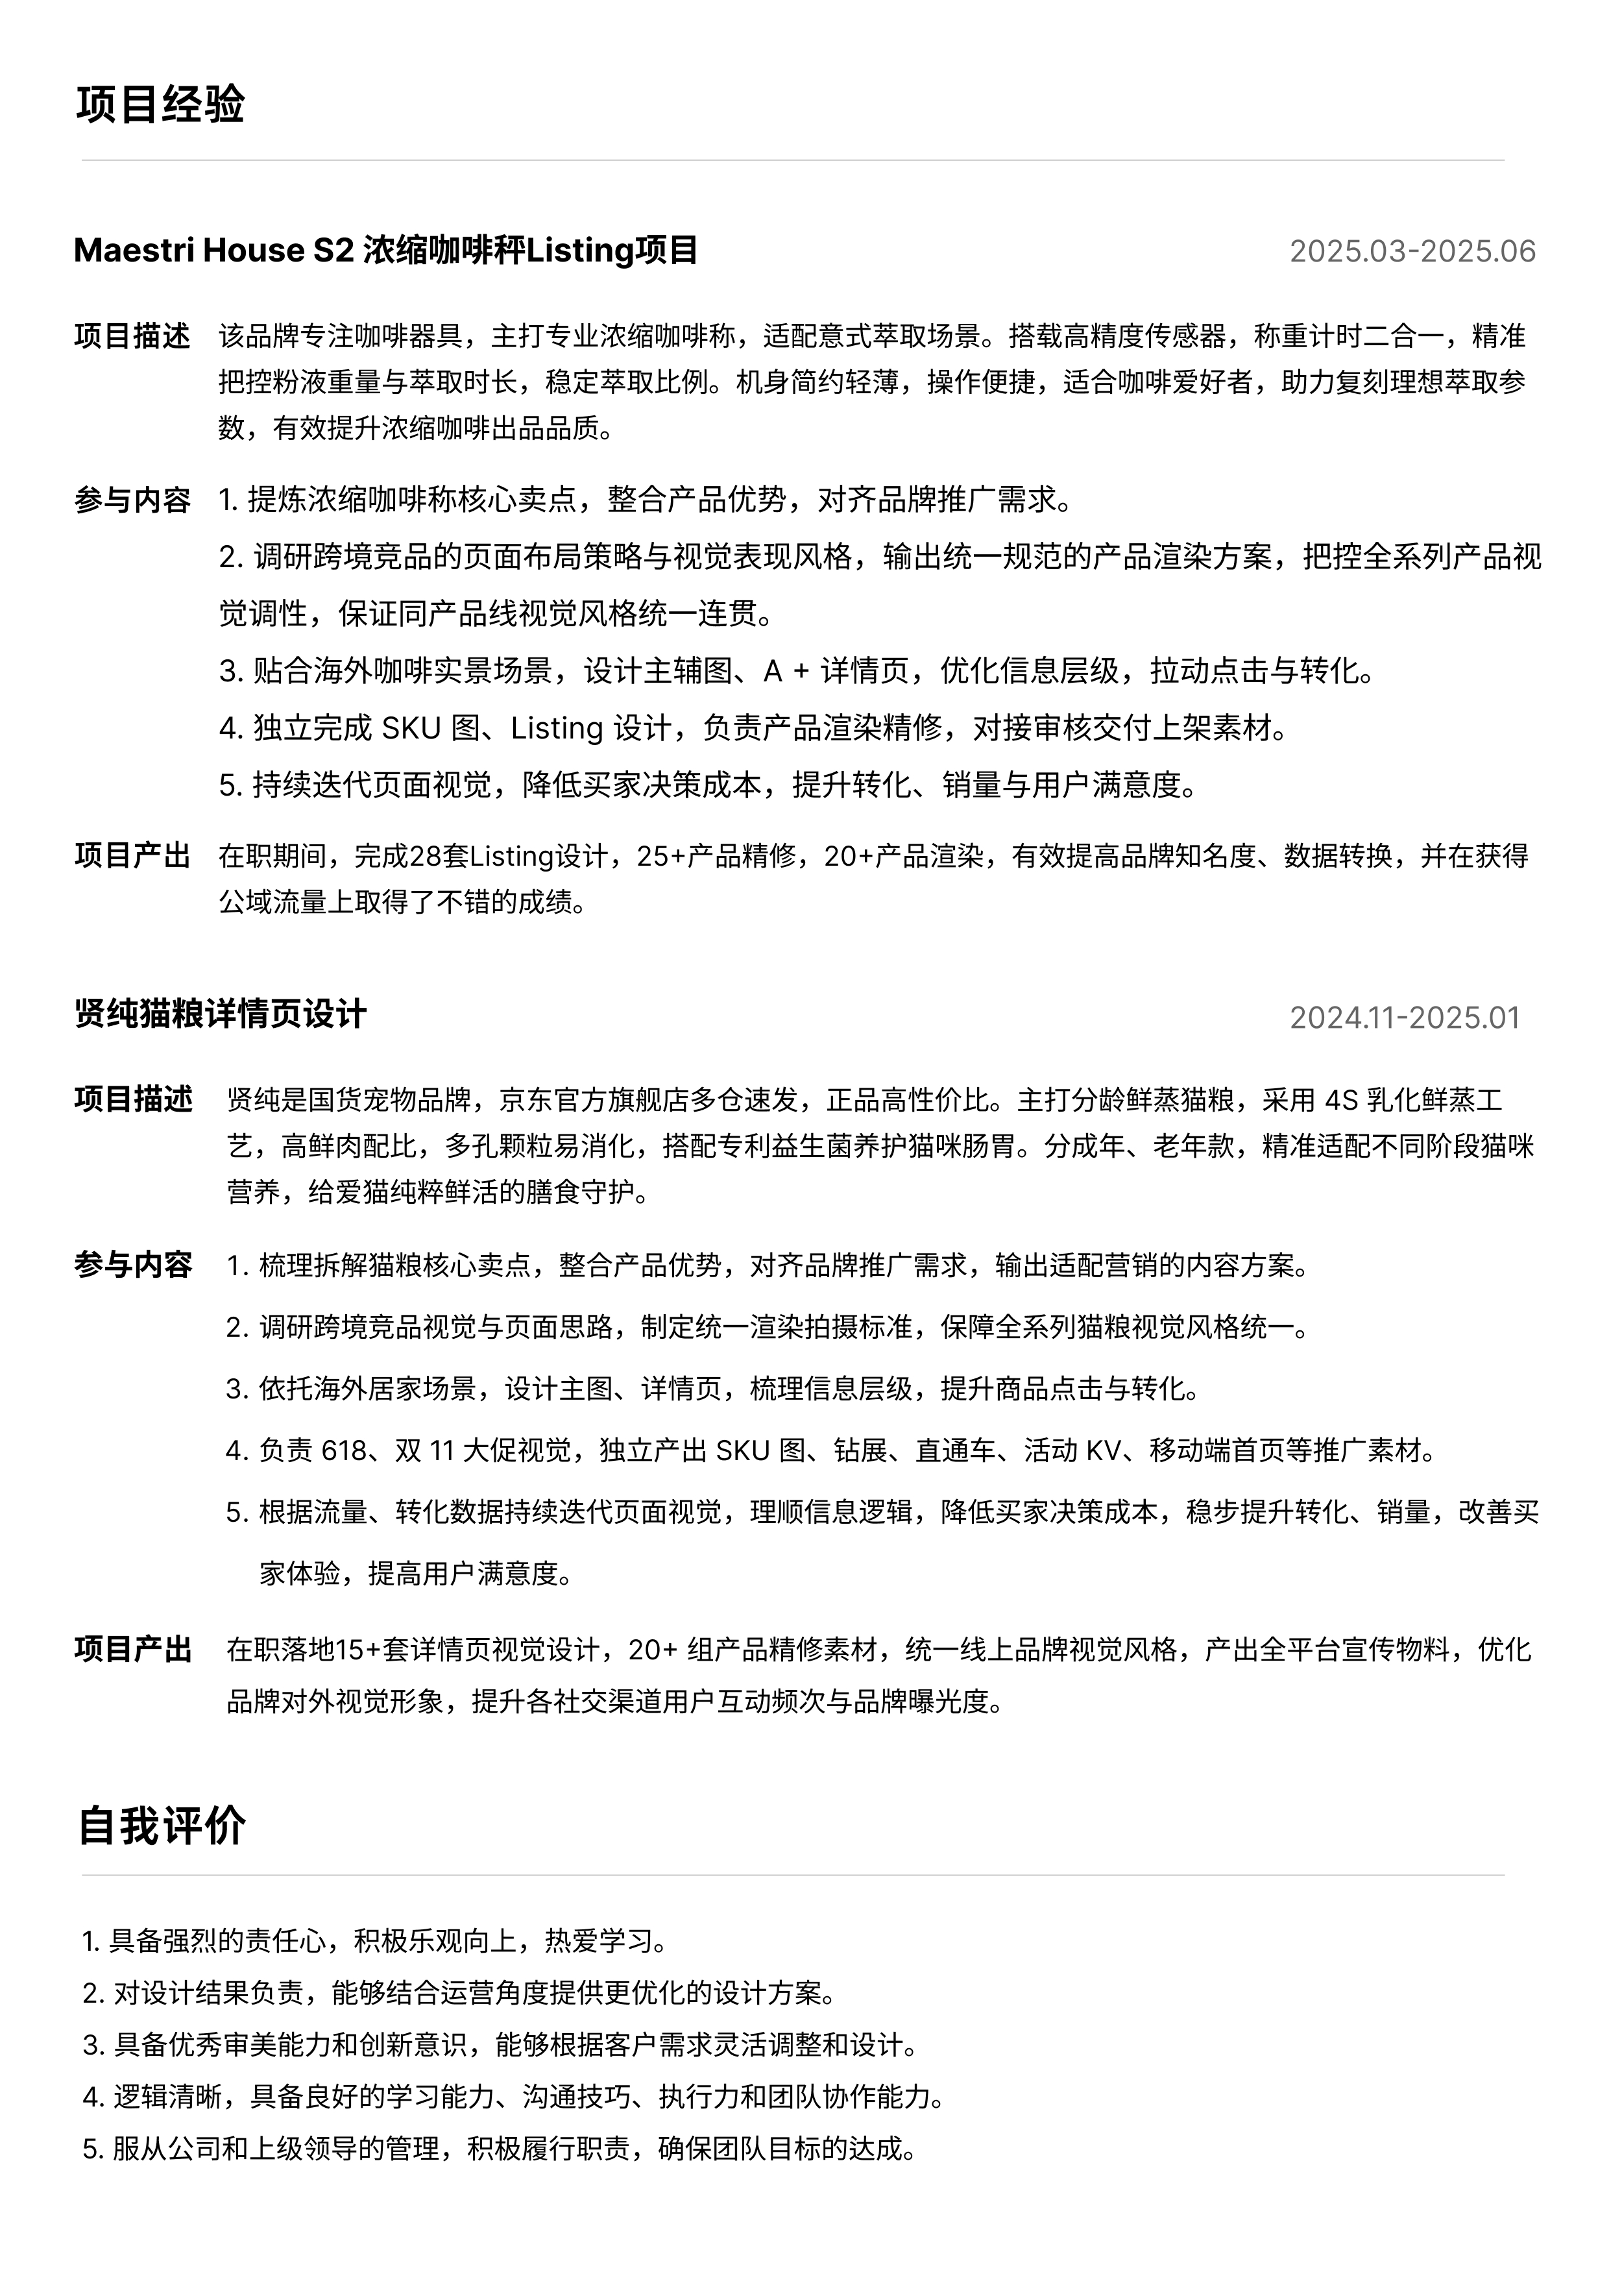 项目经验
Maestri House S2 浓缩咖啡秤Listing项目 2025.03-2025.06
项目描述 该品牌专注咖啡器具，主打专业浓缩咖啡称，适配意式萃取场景。搭载高精度传感器，称重计时二合一，精准
把控粉液重量与萃取时长，稳定萃取比例。机身简约轻薄，操作便捷，适合咖啡爱好者，助力复刻理想萃取参
数，有效提升浓缩咖啡出品品质。
参与内容 1. 提炼浓缩咖啡称核心卖点，整合产品优势，对齐品牌推广需求。
2. 调研跨境竞品的页面布局策略与视觉表现风格，输出统一规范的产品渲染方案，把控全系列产品视
觉调性，保证同产品线视觉风格统一连贯。
3. 贴合海外咖啡实景场景，设计主辅图、A + 详情页，优化信息层级，拉动点击与转化。
4. 独立完成 SKU 图、Listing 设计，负责产品渲染精修，对接审核交付上架素材。
5. 持续迭代页面视觉，降低买家决策成本，提升转化、销量与用户满意度。
项目产出 在职期间，完成28套Listing设计，25+产品精修，20+产品渲染，有效提高品牌知名度、数据转换，并在获得
公域流量上取得了不错的成绩。
贤纯猫粮详情页设计 2024.11-2025.01
项目描述 贤纯是国货宠物品牌，京东官方旗舰店多仓速发，正品高性价比。主打分龄鲜蒸猫粮，采用 4S 乳化鲜蒸工
艺，高鲜肉配比，多孔颗粒易消化，搭配专利益生菌养护猫咪肠胃。分成年、老年款，精准适配不同阶段猫咪
营养，给爱猫纯粹鲜活的膳食守护。
参与内容 1. 梳理拆解猫粮核心卖点，整合产品优势，对齐品牌推广需求，输出适配营销的内容方案。
2. 调研跨境竞品视觉与页面思路，制定统一渲染拍摄标准，保障全系列猫粮视觉风格统一。
3. 依托海外居家场景，设计主图、详情页，梳理信息层级，提升商品点击与转化。
4. 负责 618、双 11 大促视觉，独立产出 SKU 图、钻展、直通车、活动 KV、移动端首页等推广素材。
5. 根据流量、转化数据持续迭代页面视觉，理顺信息逻辑，降低买家决策成本，稳步提升转化、销量，改善买
家体验，提高用户满意度。
项目产出 在职落地15+套详情页视觉设计，20+ 组产品精修素材，统一线上品牌视觉风格，产出全平台宣传物料，优化
品牌对外视觉形象，提升各社交渠道用户互动频次与品牌曝光度。
自我评价
1. 具备强烈的责任心，积极乐观向上，热爱学习。
2. 对设计结果负责，能够结合运营角度提供更优化的设计方案。
3. 具备优秀审美能力和创新意识，能够根据客户需求灵活调整和设计。
4. 逻辑清晰，具备良好的学习能力、沟通技巧、执行力和团队协作能力。
5. 服从公司和上级领导的管理，积极履行职责，确保团队目标的达成。